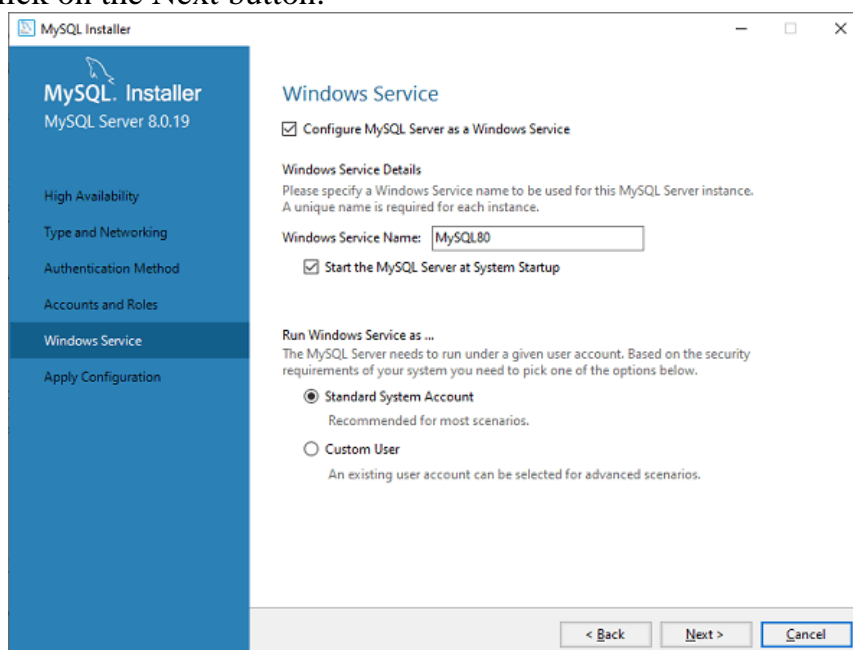 lick on the Next button.
MySQL Installer
MySQL. Installer
MySQL Server 8.0.19
High Availability
Type and Networking
Authentication Method
Accounts and Roles
Windows Service
Apply Configuration
Windows Service
Configure MySQL Server as a Windows Service
Windows Service Details
Please specify a Windows Service name to be used for this MySQL Server instance.
A unique name is required for each instance.
Windows Service Name: MySQL80
Start the MySQL Server at System Startup
Run Windows Service as ...
The MySQL Server needs to run under a given user account. Based on the security
requirements of your system you need to pick one of the options below.
Standard System Account
Recommended for most scenarios.
Custom User
An existing user account can be selected for advanced scenarios.
< Back Next > Cancel